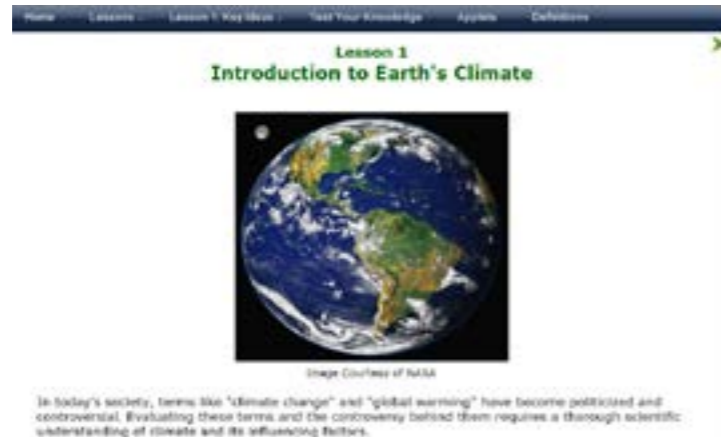 Home Lessons Lesson 1: Key Ideas Test Your Knowledge Applets Definitions
Lesson 1
Introduction to Earth's Climate
Image Courtesy of NASA
In today's society, terms like "climate change" and "global warming" have become politicized and
controversial. Evaluating these terms and the controversy behind them requires a thorough scientific
understanding of climate and its influencing factors.